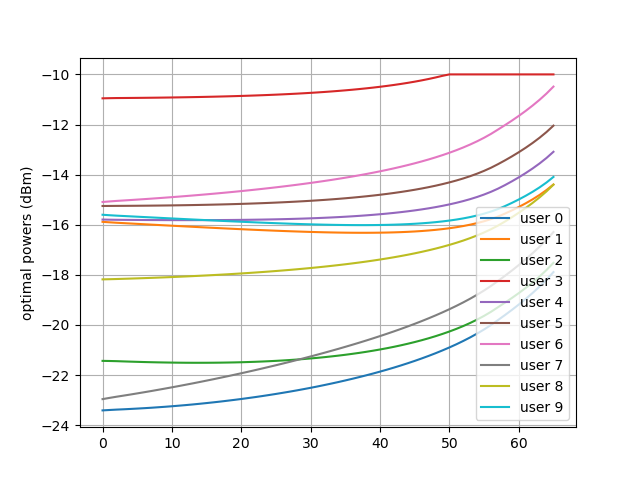 −10
−12
−14
−16
−18
−20
−22
−24
optimal powers (dBm)
0
10
20
30
40
50
60
user 0
user 1
user 2
user 3
user 4
user 5
user 6
user 7
user 8
user 9